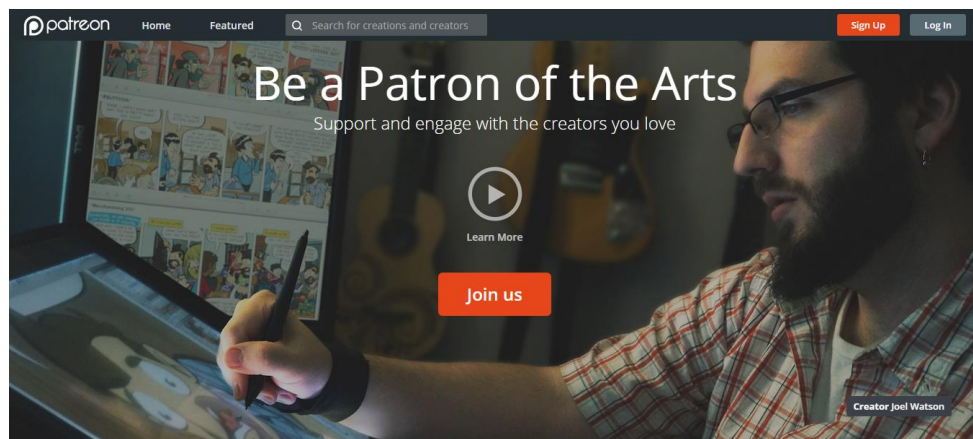 patreon
Home
Featured
Search for creations and creators
Sign Up
Log In
Be a Patron of the Arts
Support and engage with the creators you love
Learn More
Join us
Creator Joel Watson